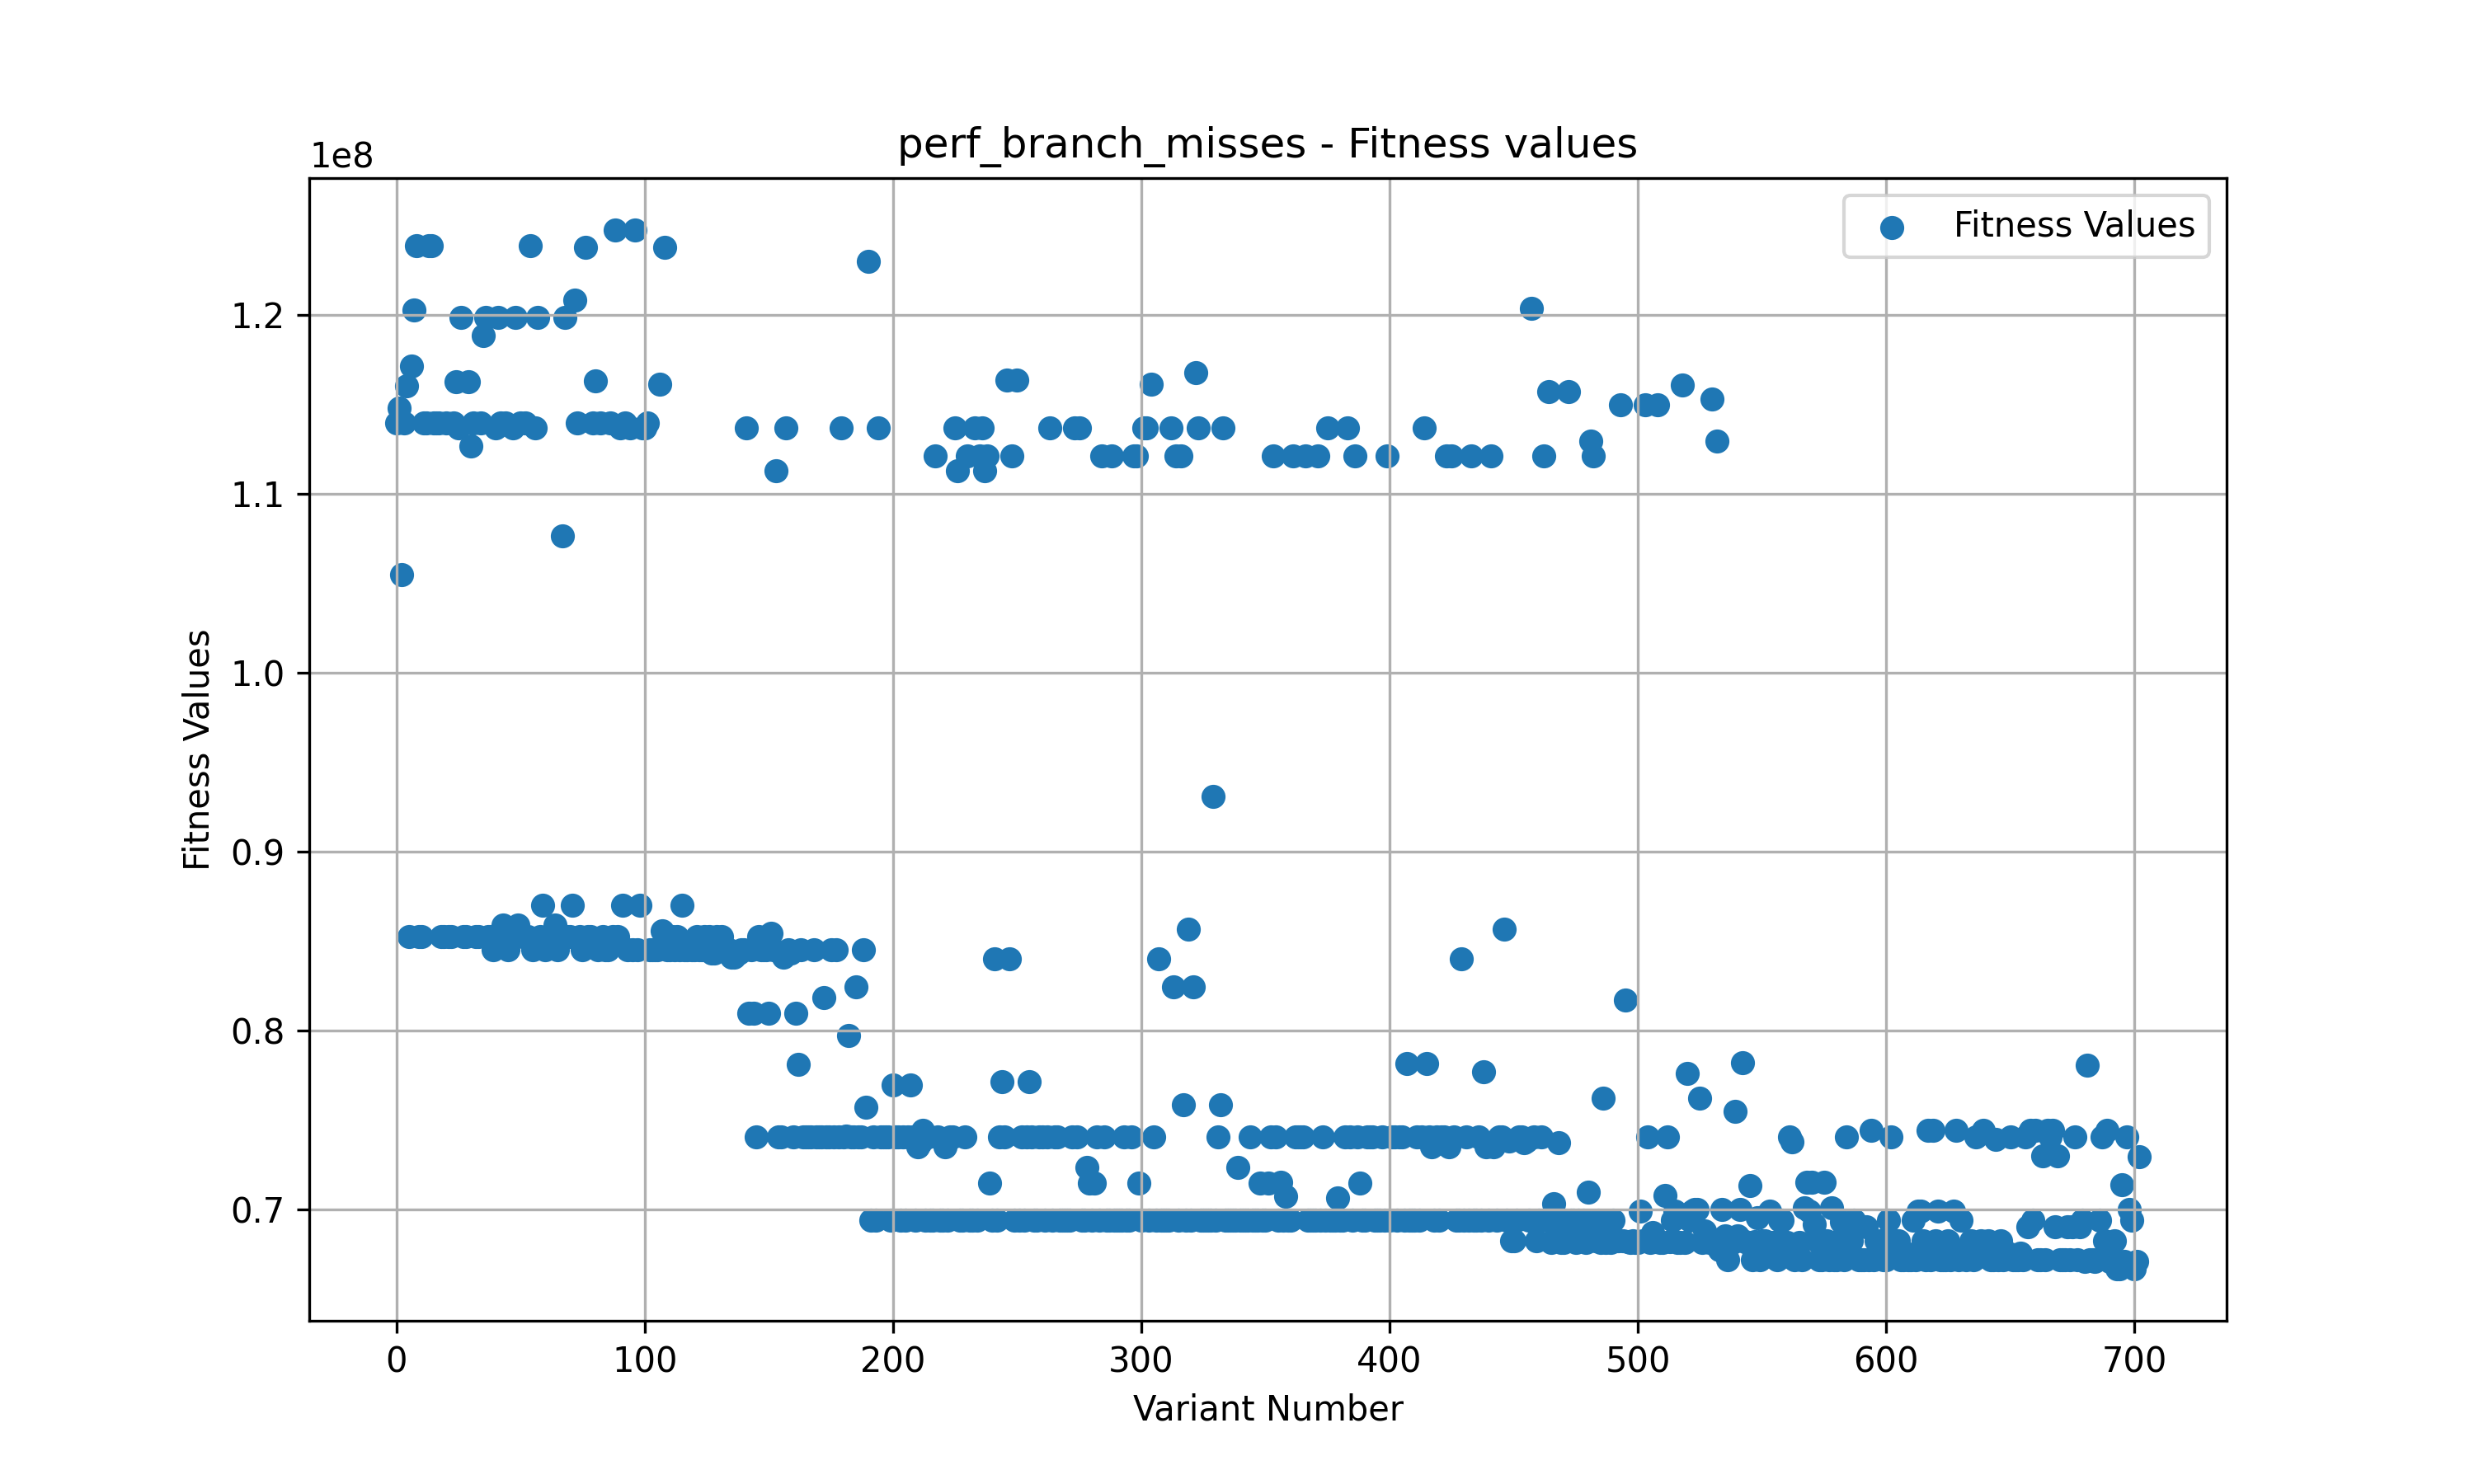 perf_branch_misses - Fitness values
1e8
Fitness Values
1.2
1.1
1.0
0.9
0.8
0.7
Fitness Values
0 100 200 300 400 500 600 700
Variant Number